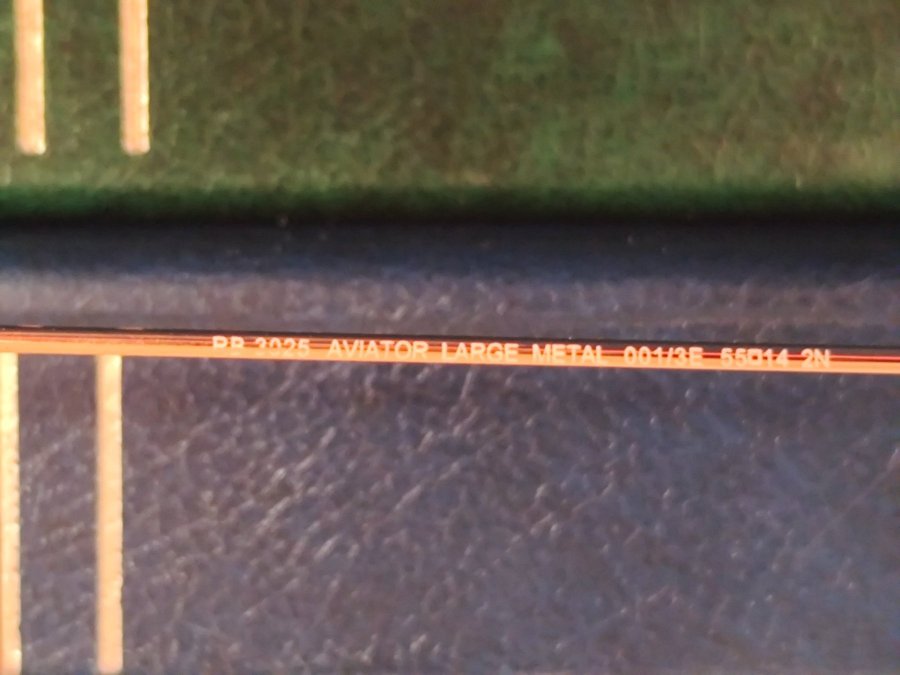 RB 3025 AVIATOR LARGE METAL 001/3E 55□14 2N